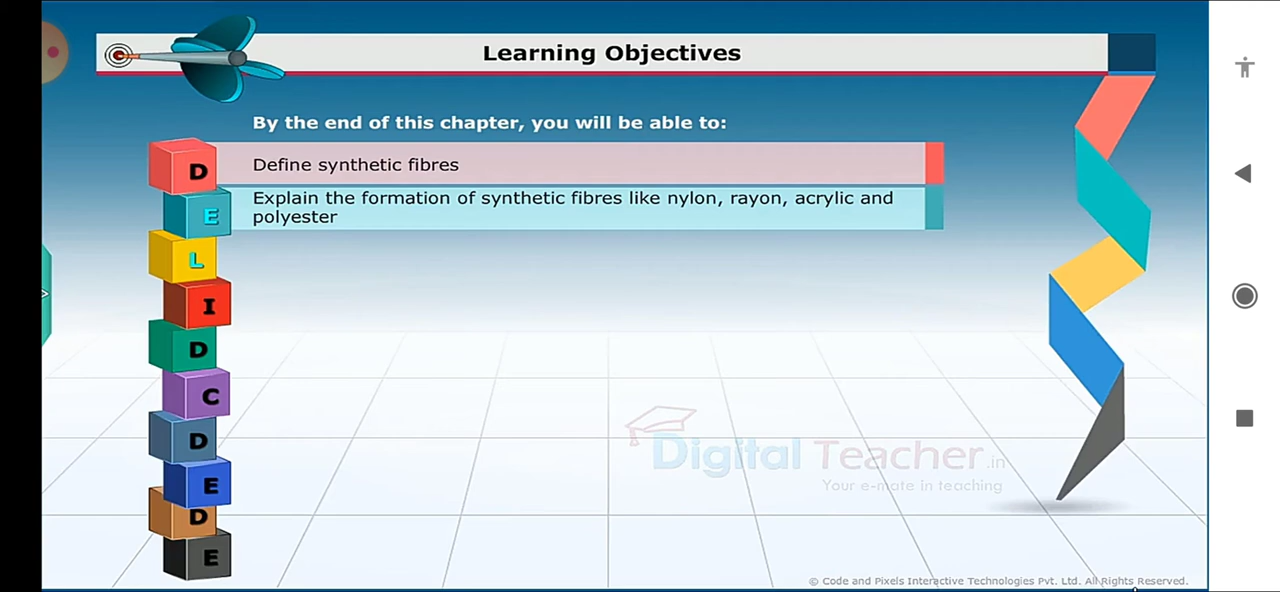 Learning Objectives
By the end of this chapter, you will be able to:
D
Define synthetic fibres
E
Explain the formation of synthetic fibres like nylon, rayon, acrylic and
polyester
L
I
D
C
D
E
D
E
Digital Teacher.in
Your e-mate in teaching
© Code and Pixels Interactive Technologies Pvt. Ltd. All Rights Reserved.